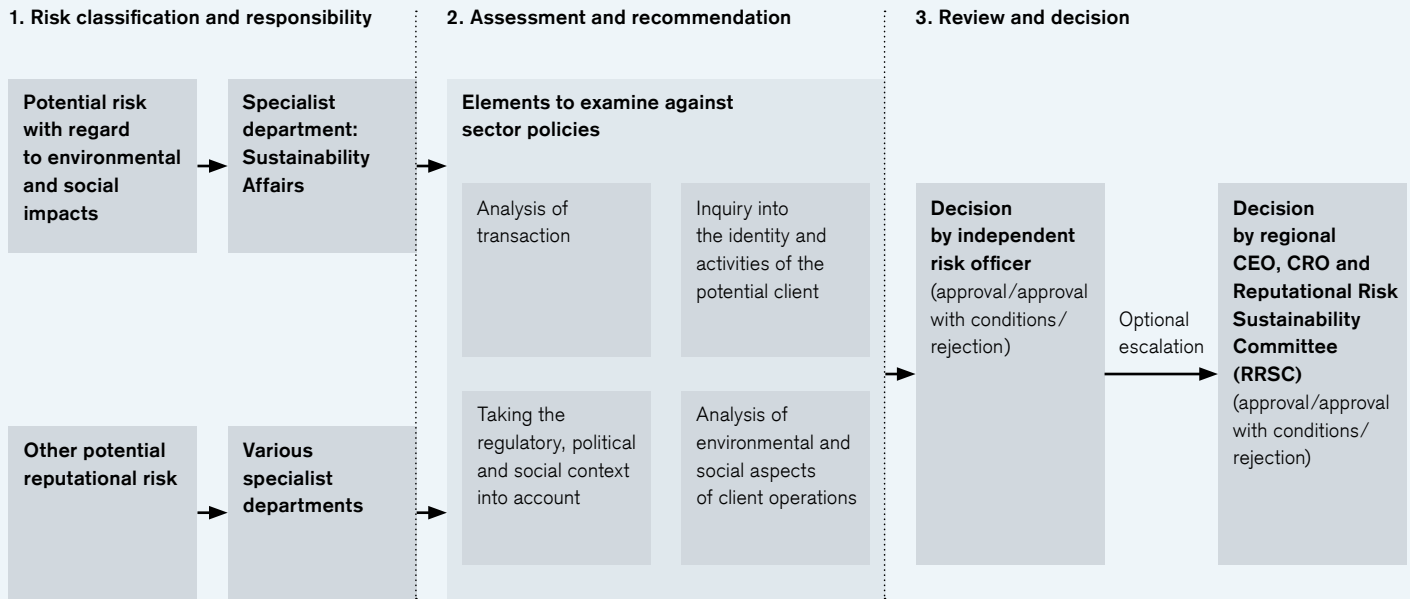 1. Risk classification and responsibility
2. Assessment and recommendation
3. Review and decision
Potential risk
with regard
to environmental
and social
impacts
Specialist
department:
Sustainability
Affairs
Other potential
reputational risk
Various
specialist
departments
Elements to examine against
sector policies
Analysis of
transaction
Inquiry into
the identity and
activities of the
potential client
Taking the
regulatory, political
and social context
into account
Analysis of
environmental and
social aspects
of client operations
Decision
by independent
risk officer
(approval/approval
with conditions/
rejection)
Optional
escalation
Decision
by regional
CEO, CRO and
Reputational Risk
Sustainability
Committee
(RRSC)
(approval/approval
with conditions/
rejection)